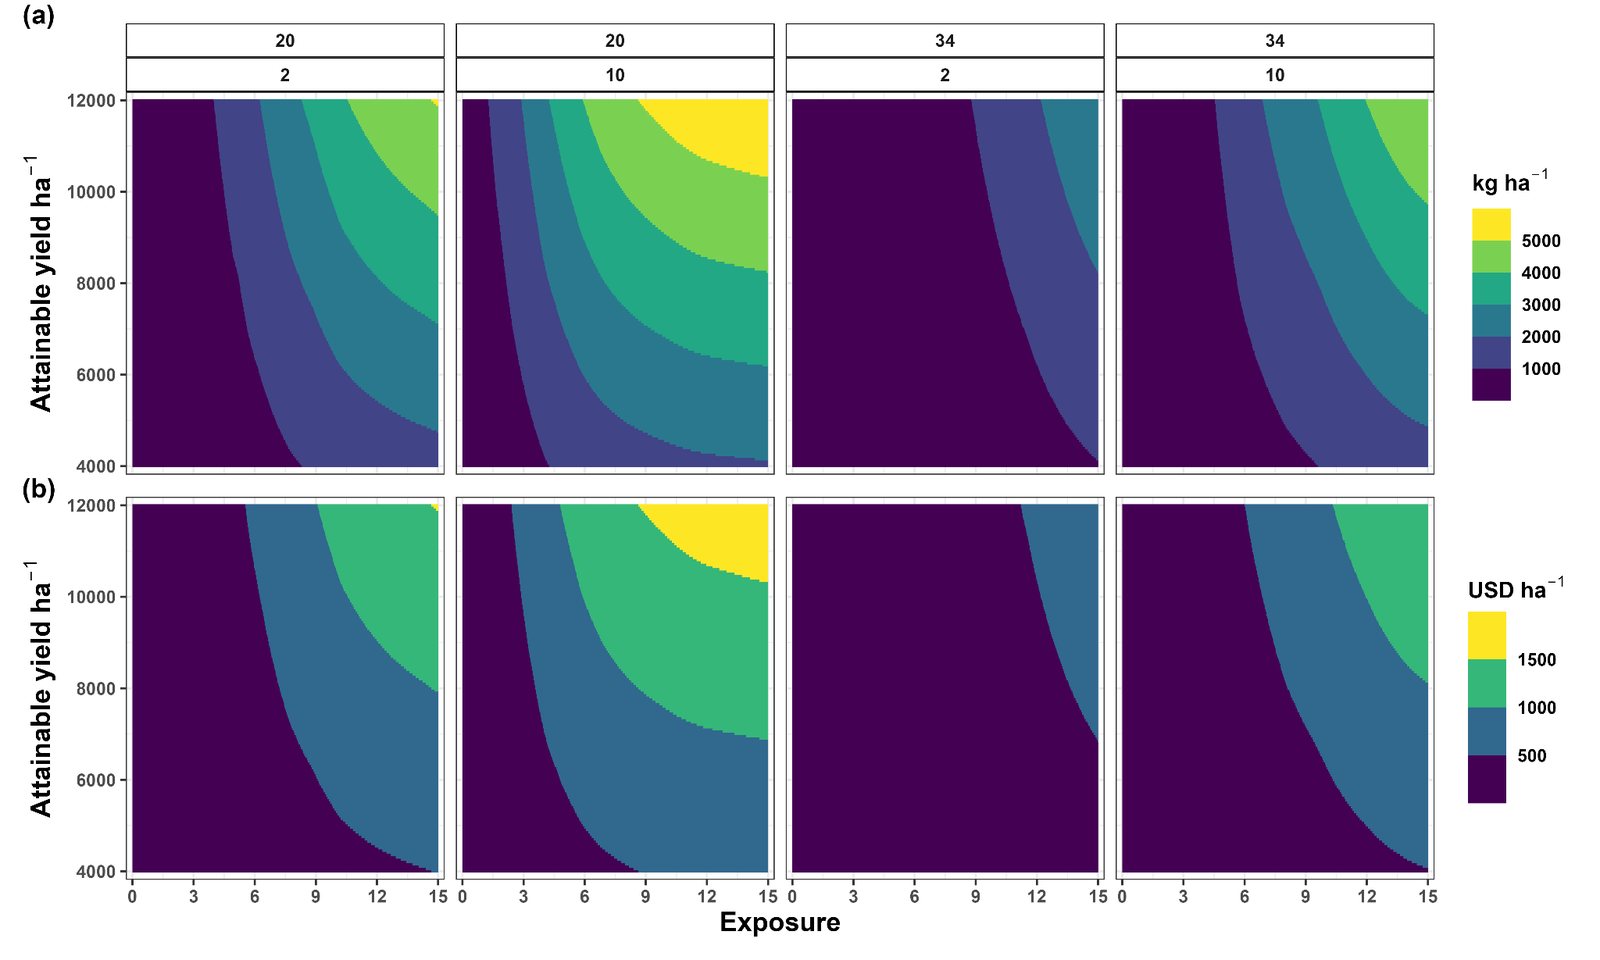 (a)
20 20 34 34
2 10 2 10
12000
10000
8000
6000
4000
Attainable yield ha⁻¹
kg ha⁻¹
5000
4000
3000
2000
1000
(b)
12000
10000
8000
6000
4000
Attainable yield ha⁻¹
USD ha⁻¹
1500
1000
500
0 3 6 9 12 15 0 3 6 9 12 15 0 3 6 9 12 15 0 3 6 9 12 15
Exposure